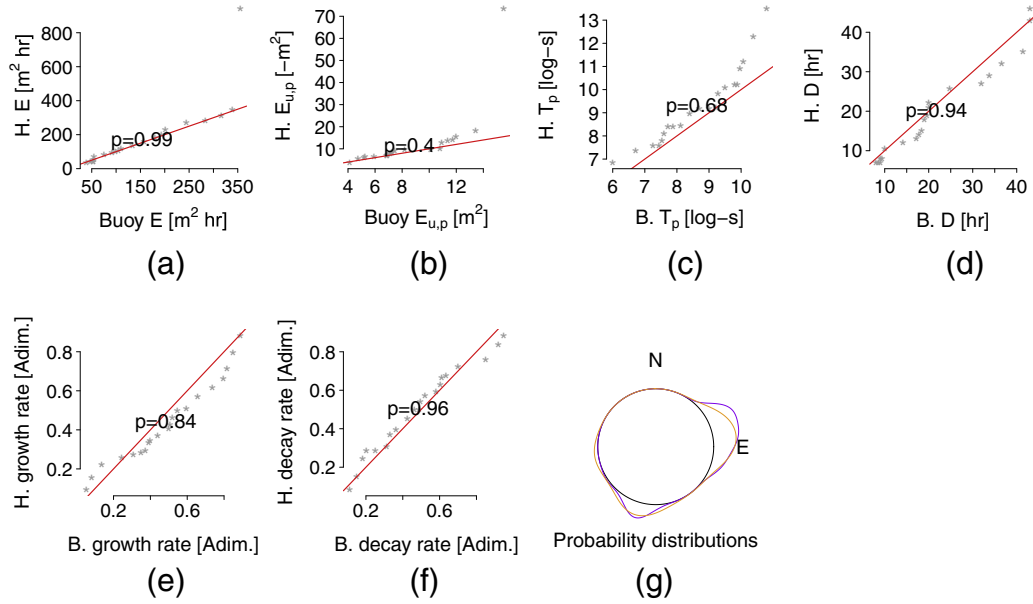 H. E [m² hr]
0 200 400 600 800
p=0.99
50 150 250 350
Buoy E [m² hr]
(a)
H. E_{u,p} [−m²]
10 20 30 40 50 60 70
p=0.4
4 6 8 12
Buoy E_{u,p} [m²]
(b)
H. T_p [log−s]
7 8 9 10 11 12 13
p=0.68
6 7 8 9 10
B. T_p [log−s]
(c)
H. D [hr]
10 20 30 40
p=0.94
10 20 30 40
B. D [hr]
(d)
H. growth rate [Adim.]
0.2 0.4 0.6 0.8
p=0.84
0.2 0.6
B. growth rate [Adim.]
(e)
H. decay rate [Adim.]
0.2 0.4 0.6 0.8
p=0.96
0.2 0.6
B. decay rate [Adim.]
(f)
N
E
Probability distributions
(g)